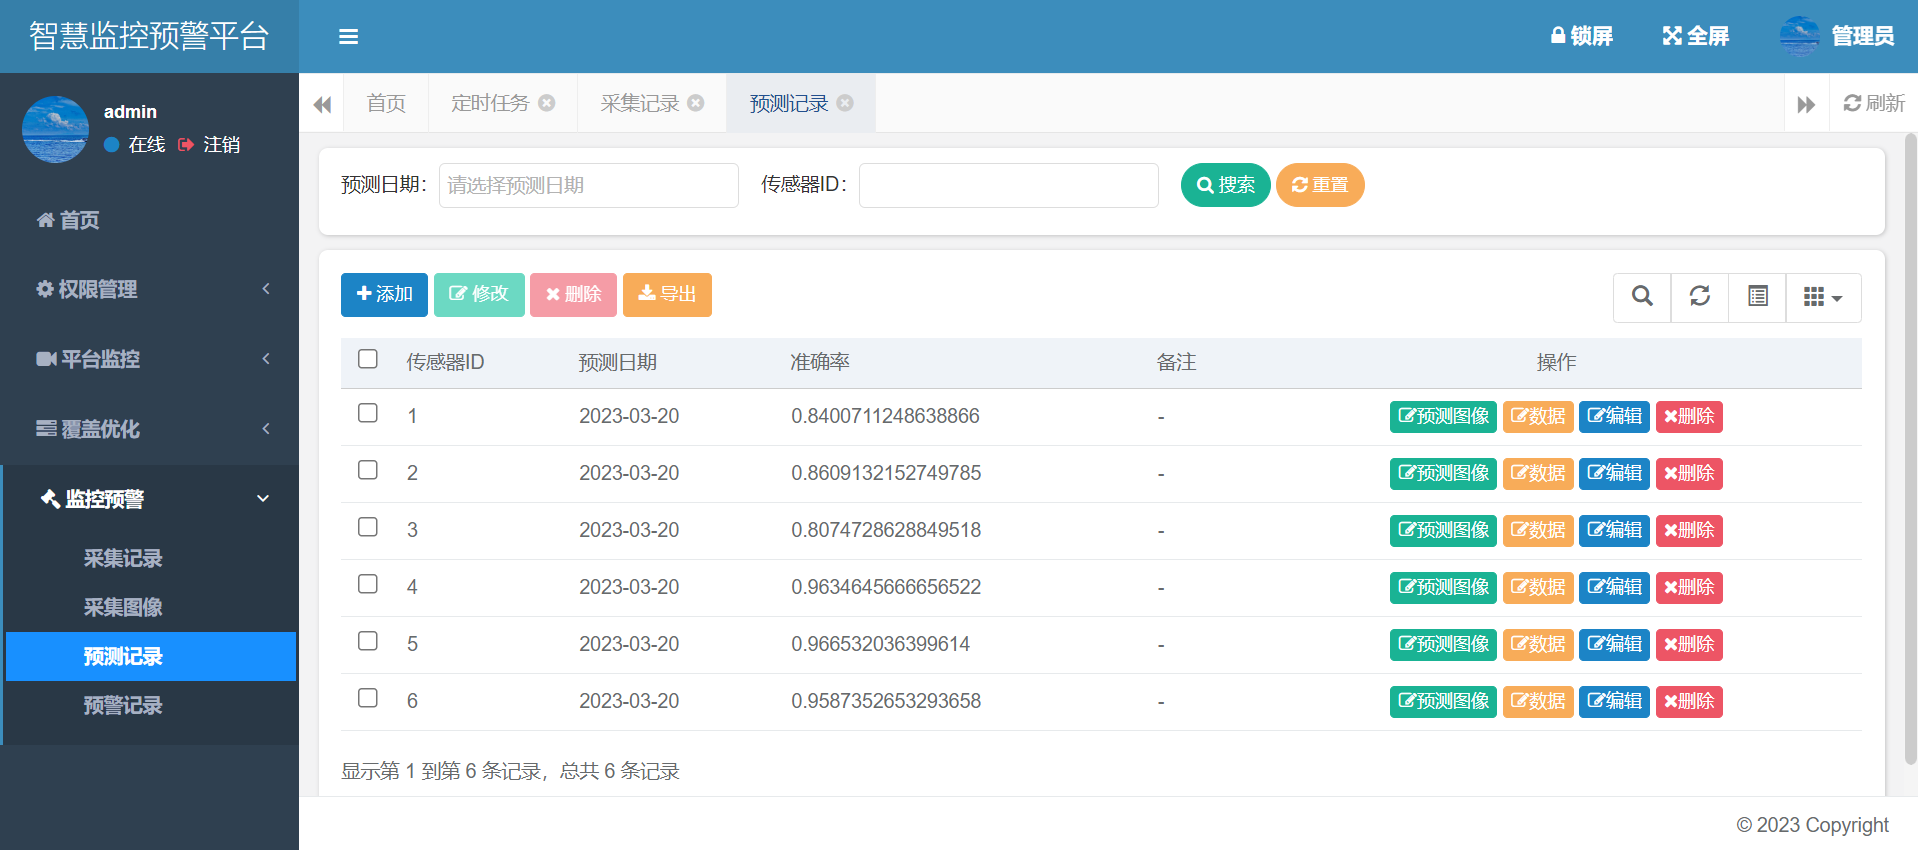 智慧监控预警平台
锁屏 全屏 管理员
admin
在线 注销
首页
权限管理
平台监控
覆盖优化
监控预警
采集记录
采集图像
预测记录
预警记录
首页 定时任务 采集记录 预测记录 刷新
预测日期： 请选择预测日期 传感器ID： 搜索 重置
添加 修改 删除 导出
传感器ID 预测日期 准确率 备注 操作
1 2023-03-20 0.8400711248638866 - 预测图像 数据 编辑 删除
2 2023-03-20 0.8609132152749785 - 预测图像 数据 编辑 删除
3 2023-03-20 0.8074728628849518 - 预测图像 数据 编辑 删除
4 2023-03-20 0.9634645666656522 - 预测图像 数据 编辑 删除
5 2023-03-20 0.966532036399614 - 预测图像 数据 编辑 删除
6 2023-03-20 0.9587352653293658 - 预测图像 数据 编辑 删除
显示第 1 到第 6 条记录，总共 6 条记录
© 2023 Copyright